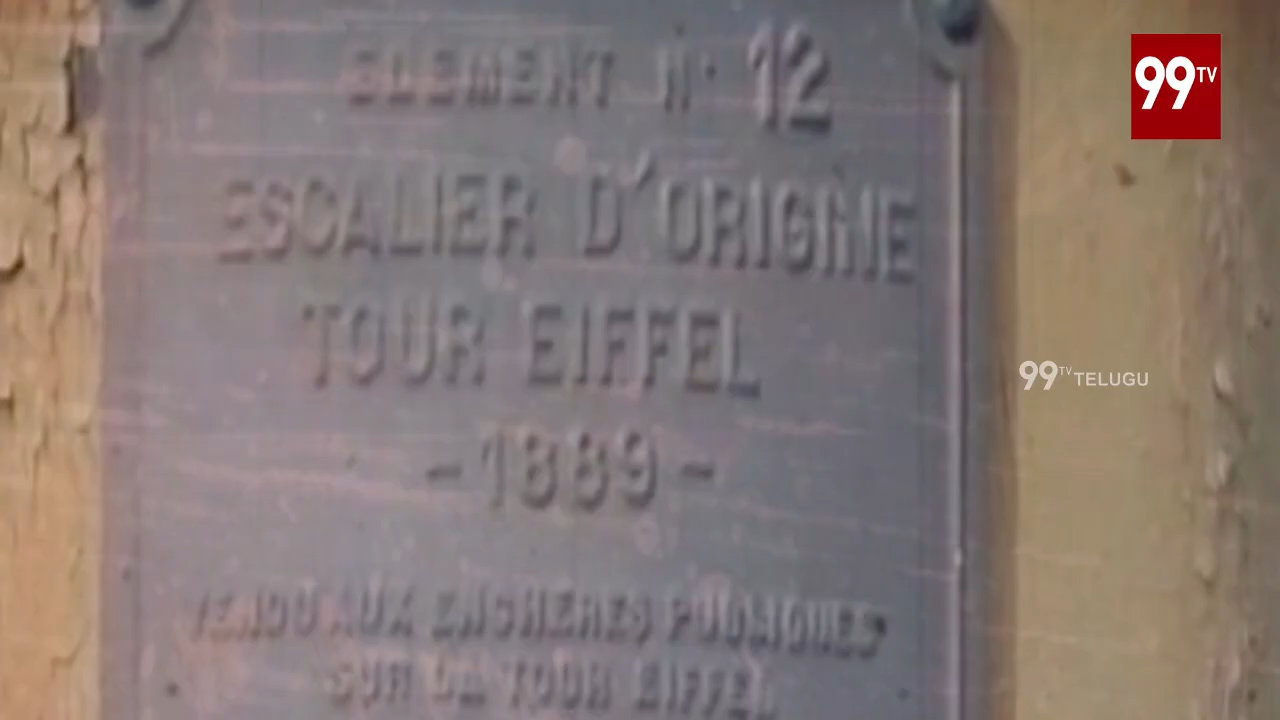 ELEMENT N° 12
ESCALIER D'ORIGINE
TOUR EIFFEL
-1889-
VENDU AUX ENCHERES PUBLIQUES
SUR LA TOUR EIFFEL
99TV
99TV TELUGU